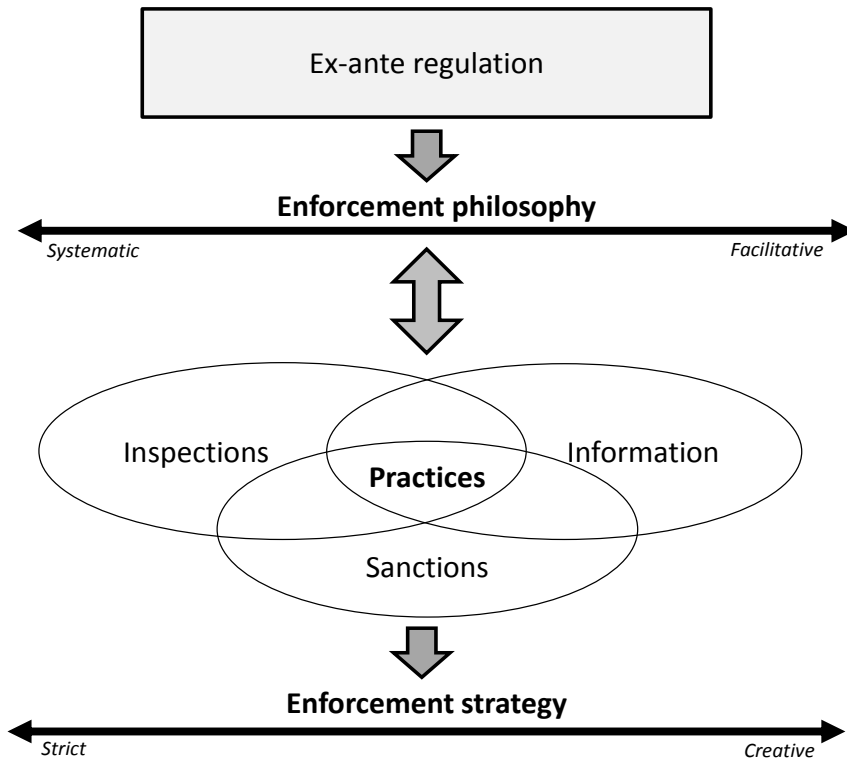 Ex-ante regulation
Enforcement philosophy
Systematic
Facilitative
Inspections
Information
Practices
Sanctions
Enforcement strategy
Strict
Creative